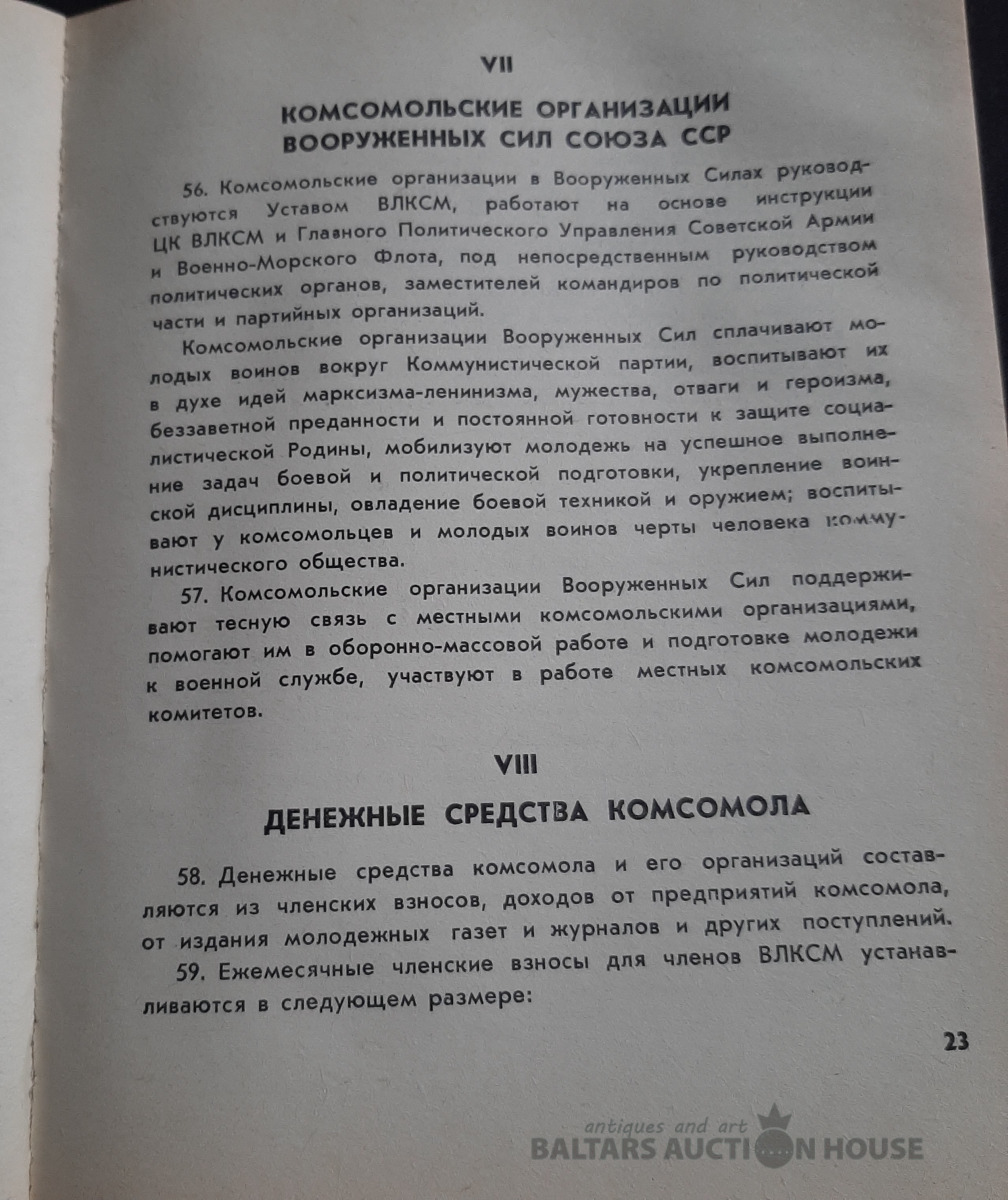 VII
КОМСОМОЛЬСКИЕ ОРГАНИЗАЦИИ
ВООРУЖЕННЫХ СИЛ СОЮЗА ССР
56. Комсомольские организации в Вооруженных Силах руковод-
ствуются Уставом ВЛКСМ, работают на основе инструкции
ЦК ВЛКСМ и Главного Политического Управления Советской Армии
и Военно-Морского Флота, под непосредственным руководством
политических органов, заместителей командиров по политической
части и партийных организаций.
Комсомольские организации Вооруженных Сил сплачивают мо-
лодых воинов вокруг Коммунистической партии, воспитывают их
в духе идей марксизма-ленинизма, мужества, отваги и героизма,
беззаветной преданности и постоянной готовности к защите социа-
листической Родины, мобилизуют молодежь на успешное выполне-
ние задач боевой и политической подготовки, укрепление воин-
ской дисциплины, овладение боевой техникой и оружием; воспиты-
вают у комсомольцев и молодых воинов черты человека комму-
нистического общества.
57. Комсомольские организации Вооруженных Сил поддержи-
вают тесную связь с местными комсомольскими организациями,
помогают им в оборонно-массовой работе и подготовке молодежи
к военной службе, участвуют в работе местных комсомольских
комитетов.
VIII
ДЕНЕЖНЫЕ СРЕДСТВА КОМСОМОЛА
58. Денежные средства комсомола и его организаций состав-
ляются из членских взносов, доходов от предприятий комсомола,
от издания молодежных газет и журналов и других поступлений.
59. Ежемесячные членские взносы для членов ВЛКСМ устанав-
ливаются в следующем размере:
23
antiques and art
BALTARS AUCTION HOUSE